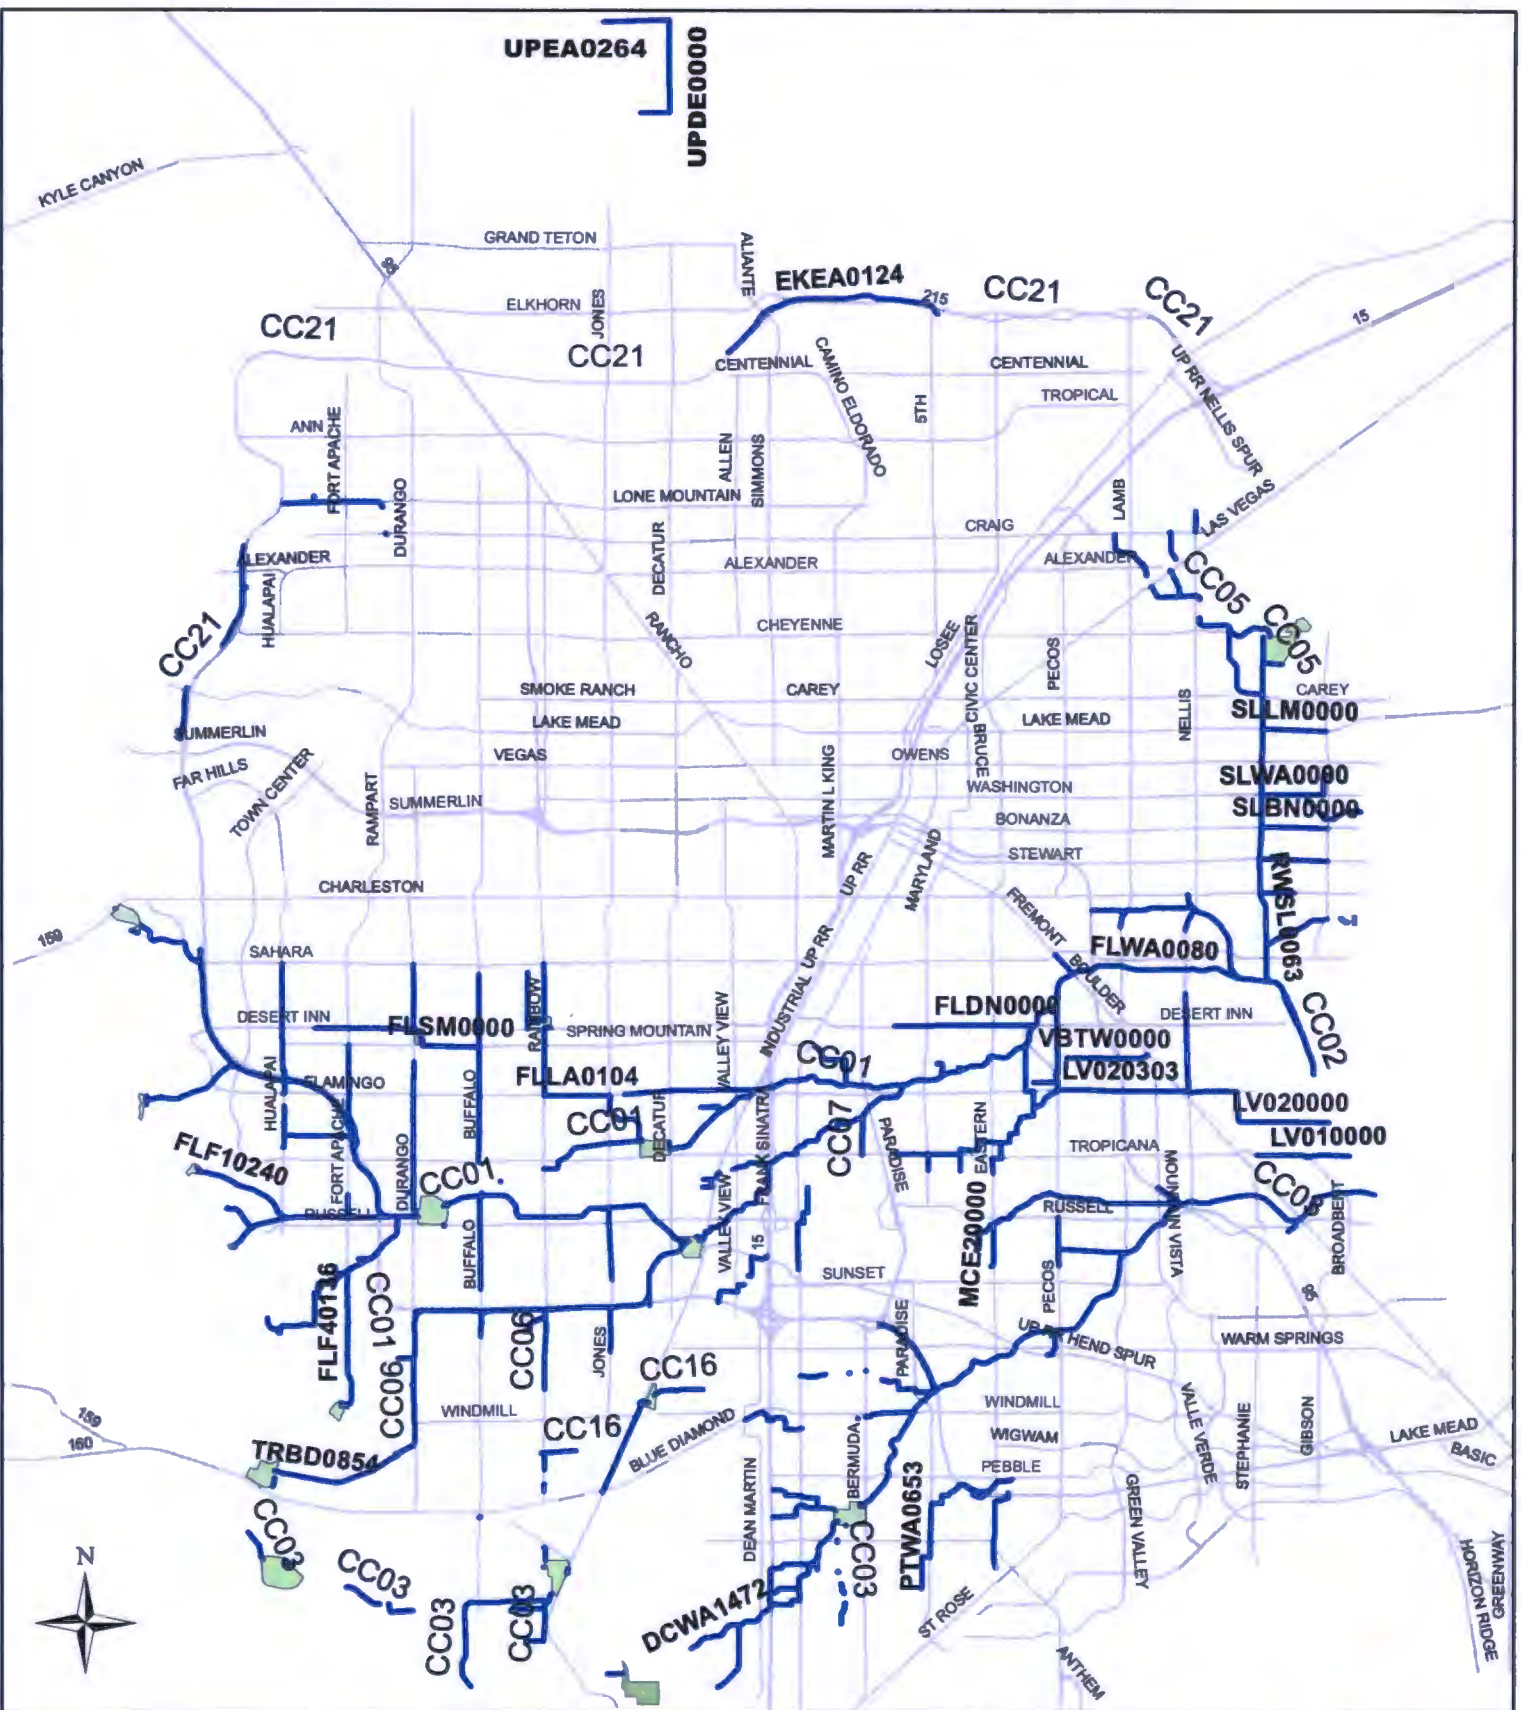 UPEA0264
UPDE0000
KYLE CANYON
GRAND TETON
ALIANTE
95
EKEA0124
215
CC21
CC21
15
ELKHORN
JONES
CC21
CC21
CENTENNIAL
CAMINO ELDORADO
CENTENNIAL
UP RR NELLIS SPUR
TROPICAL
5TH
ANN
FORT APACHE
ALLEN
SIMMONS
DURANGO
LONE MOUNTAIN
LAMB
LAS VEGAS
CRAIG
DECATUR
ALEXANDER
ALEXANDER
ALEXANDER
CC05
HUALAPAI
CC21
RANCHO
CHEYENNE
LOSEE
CIVIC CENTER
PECOS
CC05
SMOKE RANCH
CAREY
CAREY
NELLIS
SLLM0000
LAKE MEAD
LAKE MEAD
SUMMERLIN
VEGAS
OWENS
BRUCE
FAR HILLS
TOWN CENTER
MARTIN L KING
WASHINGTON
SLWA0000
RAMPART
SUMMERLIN
BONANZA
SLBN0000
STEWART
UP RR
MARYLAND
CHARLESTON
RWSL0063
FREMONT
159
SAHARA
UP RR
FLWA0080
BOULDER
DESERT INN
FLSM0000
RAINBOW
SPRING MOUNTAIN
VALLEY VIEW
INDUSTRIAL
FLDN0000
DESERT INN
CC02
VBTW0000
CC01
LV020303
HUALAPAI
FLAMINGO
FORT APACHE
BUFFALO
FLLA0104
CC01
DECATUR
FRANK SINATRA
CC07
PARADISE
EASTERN
LV020000
LV010000
TROPICANA
FLF10240
DURANGO
CC01
MOUNTAIN VISTA
CC08
RUSSELL
BUFFALO
VALLEY VIEW
15
MCE20000
RUSSELL
BROADBENT
SUNSET
PECOS
95
FLF40136
CC01
CC06
CC06
JONES
CC16
PARADISE
UP RR HEND SPUR
WARM SPRINGS
159
160
WINDMILL
CC16
BLUE DIAMOND
BERMUDA
WINDMILL
WIGWAM
PEBBLE
VALLE VERDE
STEPHANIE
GIBSON
LAKE MEAD
BASIC
TRBD0854
DEAN MARTIN
PTWA0653
GREEN VALLEY
CC03
CC03
CC03
CC03
CC03
DCWA1472
ST ROSE
ANTHEM
HORIZON RIDGE
GREENWAY
N